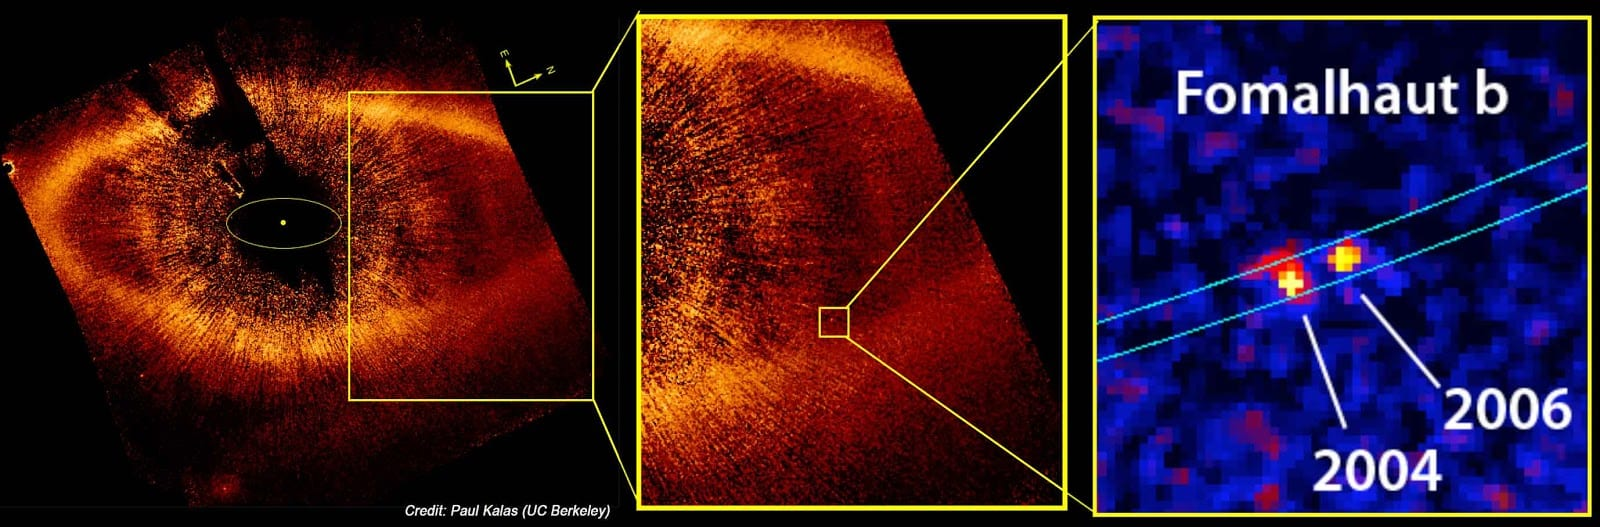 E
N
Credit: Paul Kalas (UC Berkeley)
Fomalhaut b
2006
2004